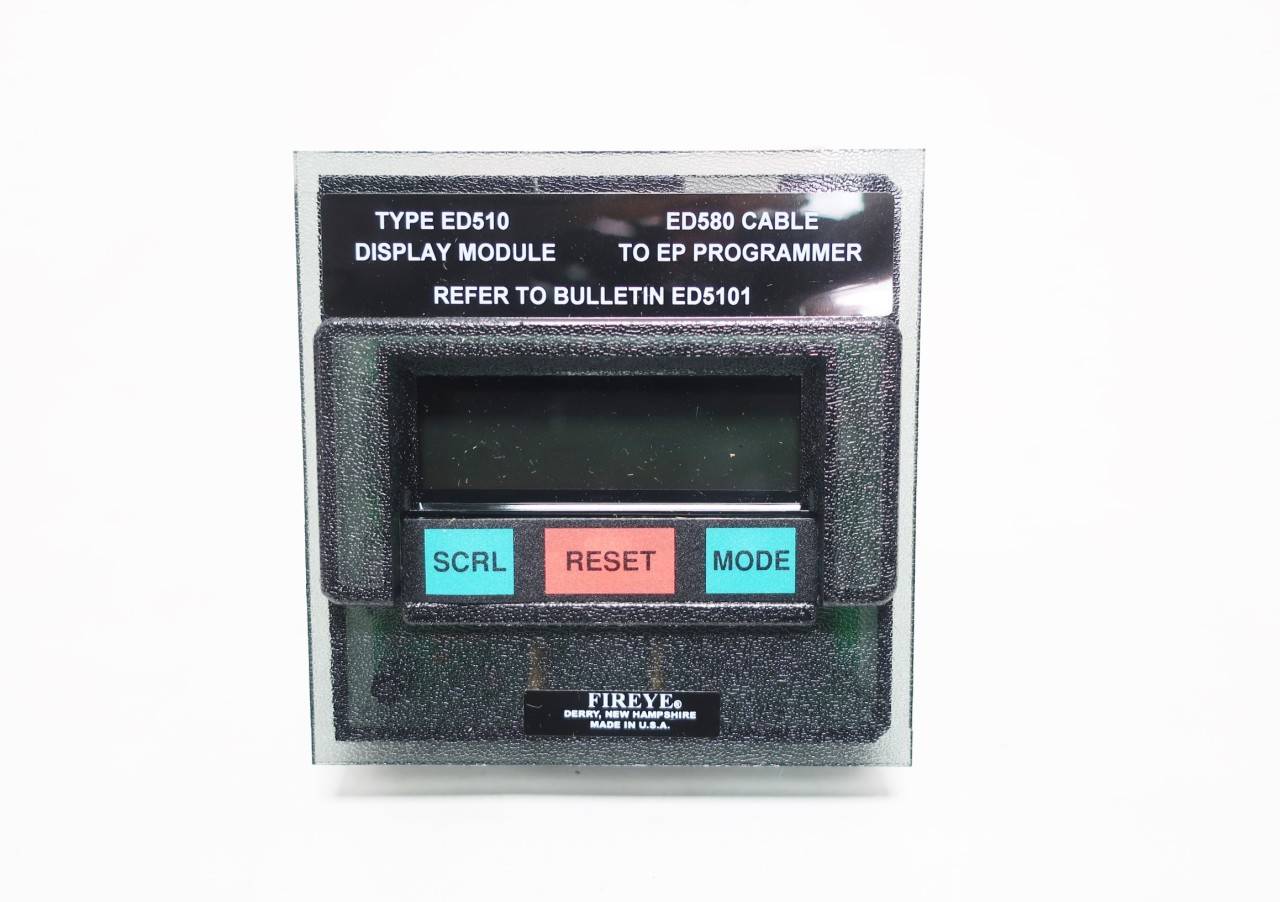 TYPE ED510 ED580 CABLE
DISPLAY MODULE TO EP PROGRAMMER
REFER TO BULLETIN ED5101
SCRL RESET MODE
FIREYE®
DERRY, NEW HAMPSHIRE
MADE IN U.S.A.